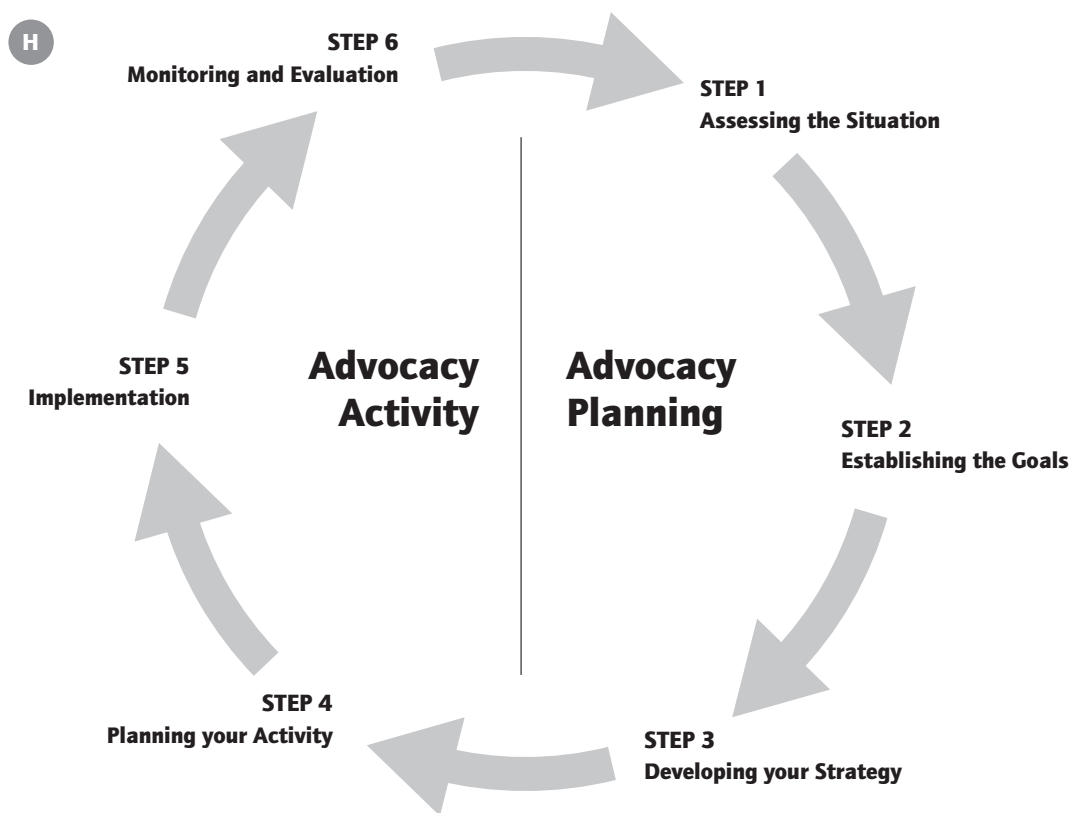 H
STEP 6
Monitoring and Evaluation
STEP 1
Assessing the Situation
STEP 5
Implementation
Advocacy
Activity
Advocacy
Planning
STEP 2
Establishing the Goals
STEP 4
Planning your Activity
STEP 3
Developing your Strategy